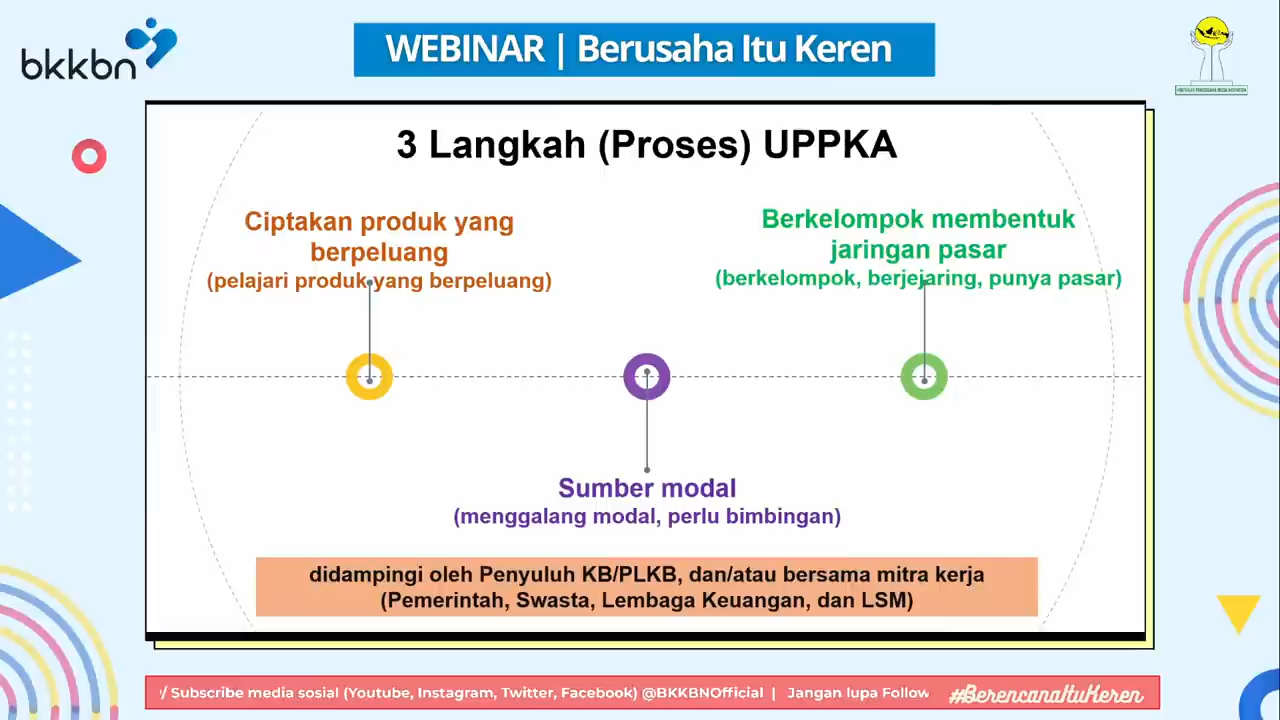 bkkbn
WEBINAR | Berusaha Itu Keren
3 Langkah (Proses) UPPKA
Ciptakan produk yang
berpeluang
(pelajari produk yang berpeluang)
Berkelompok membentuk
jaringan pasar
(berkelompok, berjejaring, punya pasar)
Sumber modal
(menggalang modal, perlu bimbingan)
didampingi oleh Penyuluh KB/PLKB, dan/atau bersama mitra kerja
(Pemerintah, Swasta, Lembaga Keuangan, dan LSM)
/ Subscribe media sosial (Youtube, Instagram, Twitter, Facebook) @BKKBNOfficial | Jangan lupa Follow
#BerencanaItuKeren